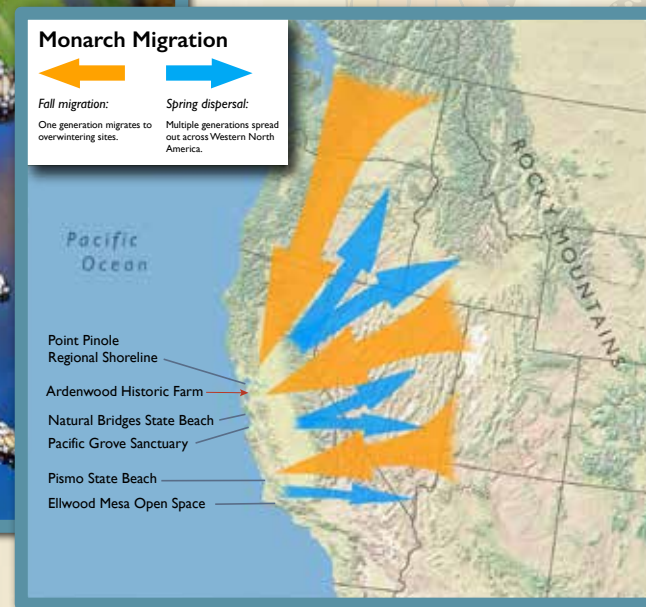 Monarch Migration
Fall migration:
One generation migrates to
overwintering sites.
Spring dispersal:
Multiple generations spread
out across Western North
America.
ROCKY MOUNTAINS
Pacific
Ocean
Point Pinole
Regional Shoreline
Ardenwood Historic Farm
Natural Bridges State Beach
Pacific Grove Sanctuary
Pismo State Beach
Ellwood Mesa Open Space